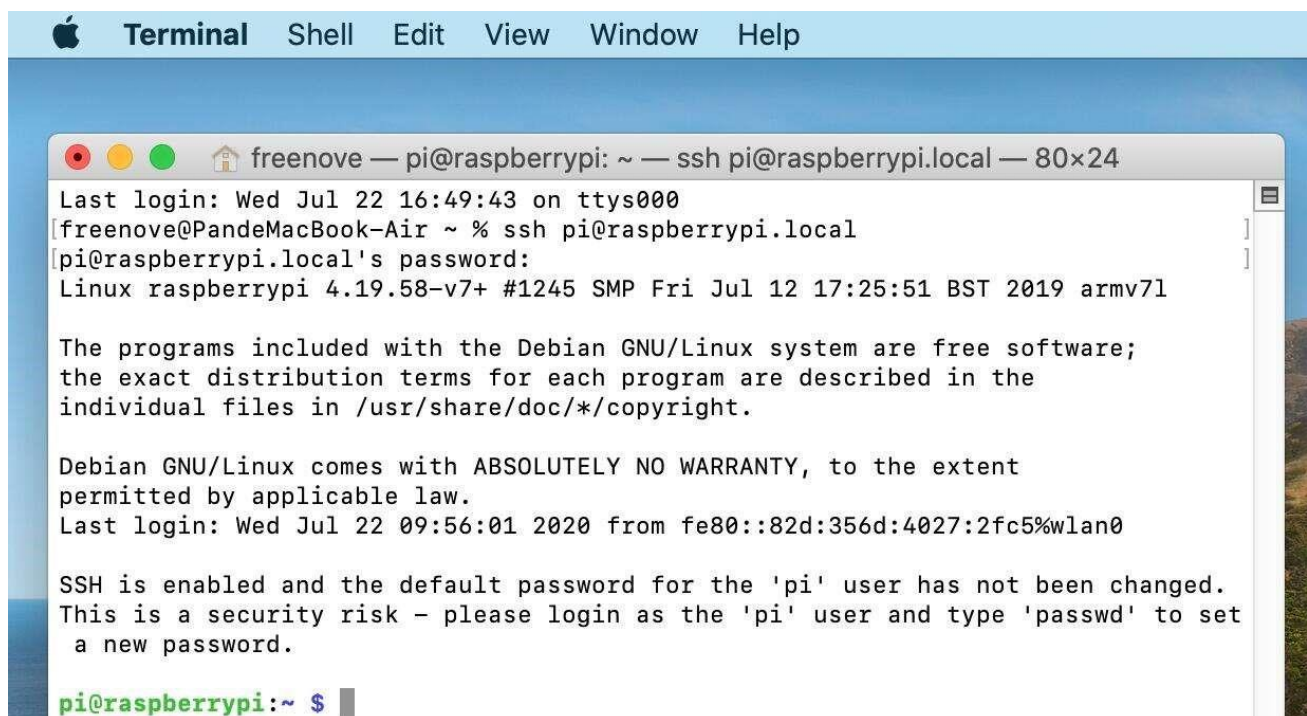 Terminal Shell Edit View Window Help
freenove — pi@raspberrypi: ~ — ssh pi@raspberrypi.local — 80×24
Last login: Wed Jul 22 16:49:43 on ttys000
[freenove@PandeMacBook-Air ~ % ssh pi@raspberrypi.local ]
[pi@raspberrypi.local's password: ]
Linux raspberrypi 4.19.58-v7+ #1245 SMP Fri Jul 12 17:25:51 BST 2019 armv7l
The programs included with the Debian GNU/Linux system are free software;
the exact distribution terms for each program are described in the
individual files in /usr/share/doc/*/copyright.
Debian GNU/Linux comes with ABSOLUTELY NO WARRANTY, to the extent
permitted by applicable law.
Last login: Wed Jul 22 09:56:01 2020 from fe80::82d:356d:4027:2fc5%wlan0
SSH is enabled and the default password for the 'pi' user has not been changed.
This is a security risk – please login as the 'pi' user and type 'passwd' to set
 a new password.
pi@raspberrypi:~ $